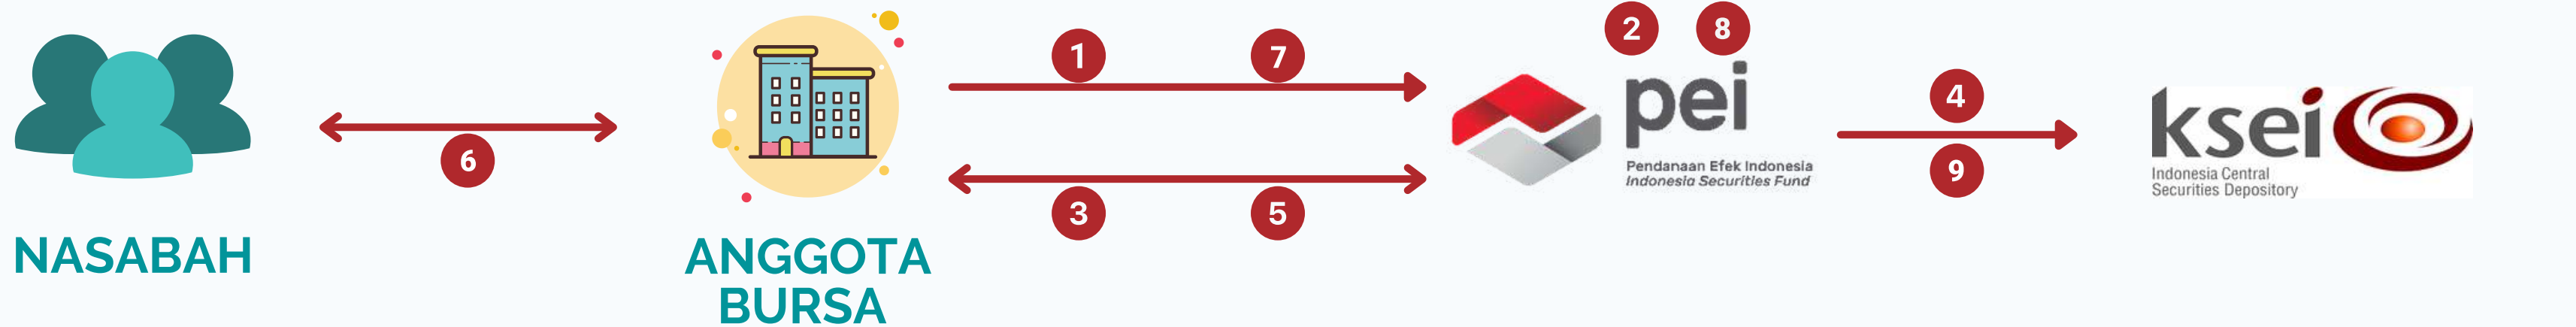 2 8
1 7
4
6
9
3 5
pei
Pendanaan Efek Indonesia
Indonesia Securities Fund
ksei
Indonesia Central
Securities Depository
NASABAH
ANGGOTA
BURSA